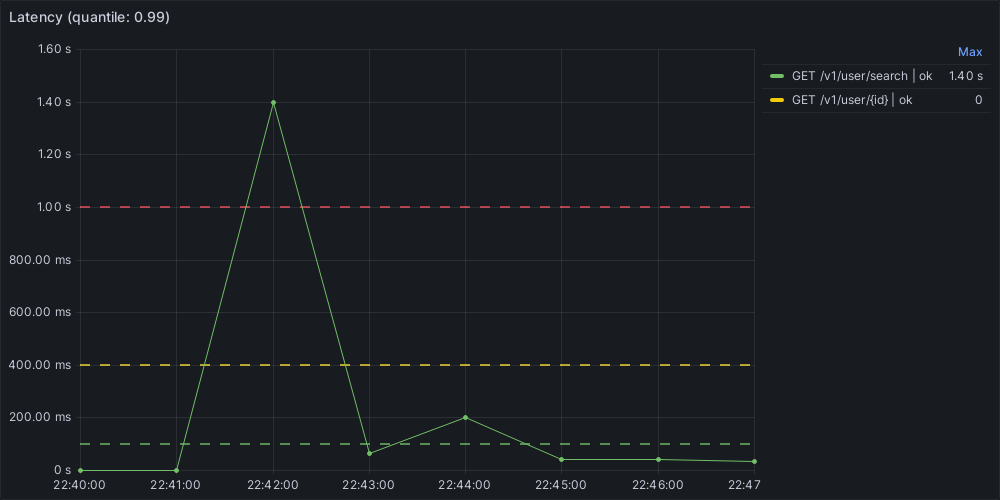 Latency (quantile: 0.99)
1.60 s
1.40 s
1.20 s
1.00 s
800.00 ms
600.00 ms
400.00 ms
200.00 ms
0 s
22:40:00 22:41:00 22:42:00 22:43:00 22:44:00 22:45:00 22:46:00 22:47
Max
GET /v1/user/search | ok 1.40 s
GET /v1/user/{id} | ok 0